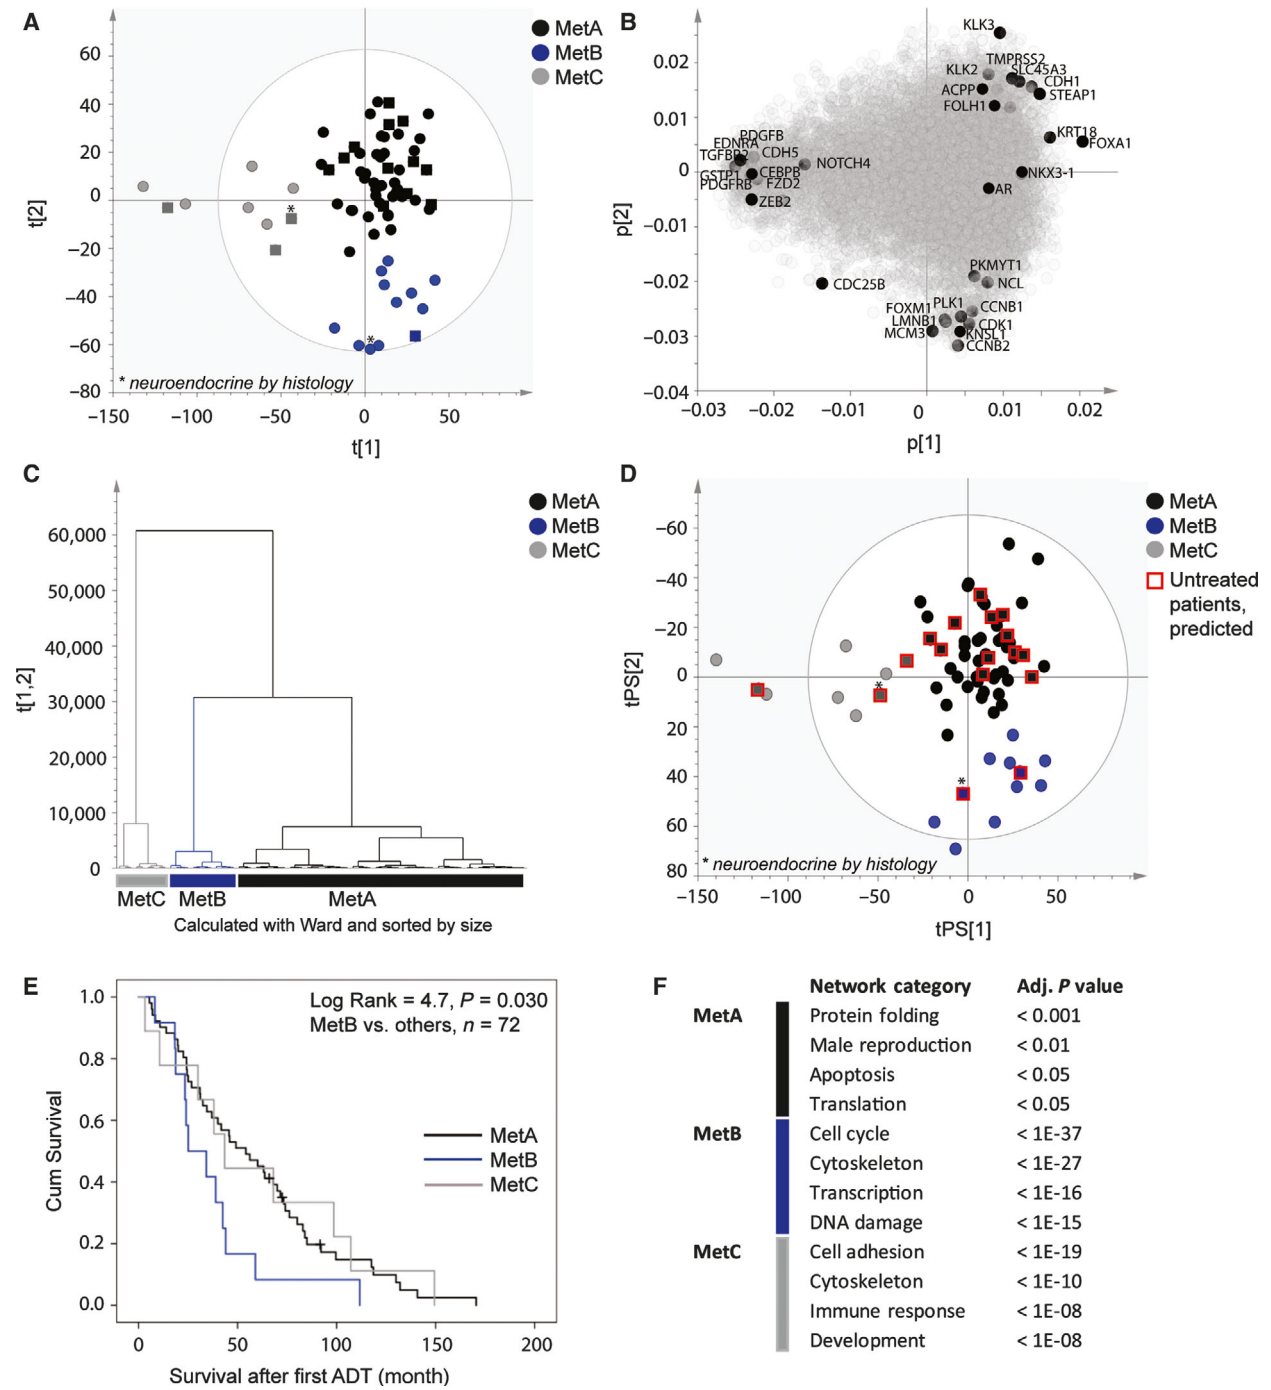 A
MetA
MetB
MetC
60
40
20
0
−20
−40
−60
−80
t[2]
*
*
* neuroendocrine by histology
−150
−100
−50
0
50
t[1]
B
0.02
0.01
0
−0.01
−0.02
−0.03
−0.04
p[2]
KLK3
TMPRSS2
KLK2
SLC45A3
CDH1
ACPP
STEAP1
FOLH1
KRT18
FOXA1
PDGFB
EDNRA
CDH5
TGFBR2
NOTCH4
GSTP1
CEBPB
PDGFRB
FZD2
ZEB2
NKX3-1
AR
PKMYT1
NCL
CDC25B
FOXM1
PLK1
CCNB1
LMNB1
CDK1
MCM3
KNSL1
CCNB2
−0.03
−0.02
−0.01
0
0.01
0.02
p[1]
C
MetA
MetB
MetC
60,000
50,000
40,000
30,000
20,000
10,000
0
t[1,2]
MetC
MetB
MetA
Calculated with Ward and sorted by size
D
MetA
MetB
MetC
Untreated
patients,
predicted
−60
−40
−20
0
20
40
60
80
tPS[2]
*
*
* neuroendocrine by histology
−150
−100
−50
0
50
tPS[1]
E
Log Rank = 4.7, P = 0.030
MetB vs. others, n = 72
1.0
0.8
0.6
0.4
0.2
0.0
Cum Survival
MetA
MetB
MetC
0
50
100
150
200
Survival after first ADT (month)
F
Network category Adj. P value
MetA Protein folding < 0.001
Male reproduction < 0.01
Apoptosis < 0.05
Translation < 0.05
MetB Cell cycle < 1E-37
Cytoskeleton < 1E-27
Transcription < 1E-16
DNA damage < 1E-15
MetC Cell adhesion < 1E-19
Cytoskeleton < 1E-10
Immune response < 1E-08
Development < 1E-08